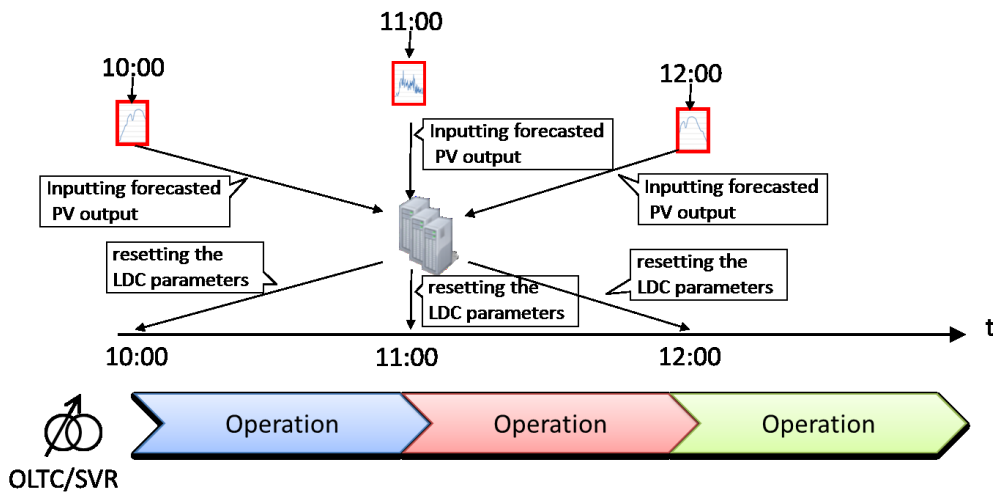 11:00
10:00
12:00
Inputting forecasted
PV output
Inputting forecasted
PV output
Inputting forecasted
PV output
resetting the
LDC parameters
resetting the
LDC parameters
resetting the
LDC parameters
t
10:00
11:00
12:00
Operation
Operation
Operation
OLTC/SVR